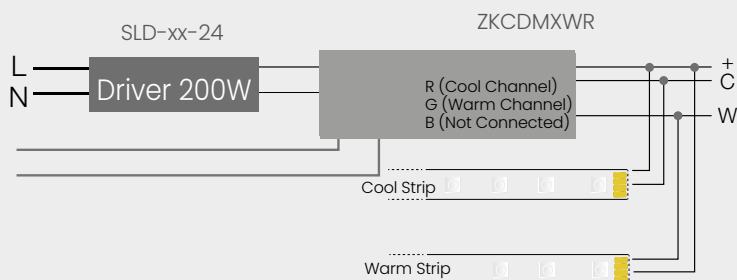 SLD-xx-24
ZKCDMXWR
L
N
Driver 200W
R (Cool Channel)
G (Warm Channel)
B (Not Connected)
+
C
W
Cool Strip
Warm Strip